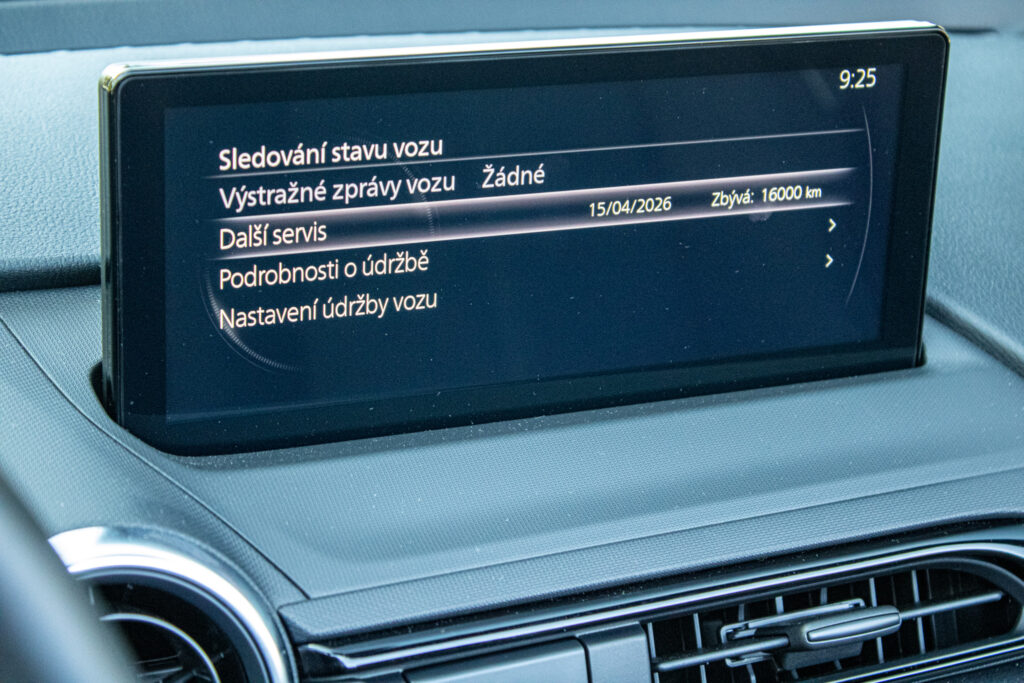 9:25
Sledování stavu vozu
Výstražné zprávy vozu Žádné
Další servis 15/04/2026 Zbývá: 16000 km
Podrobnosti o údržbě
Nastavení údržby vozu